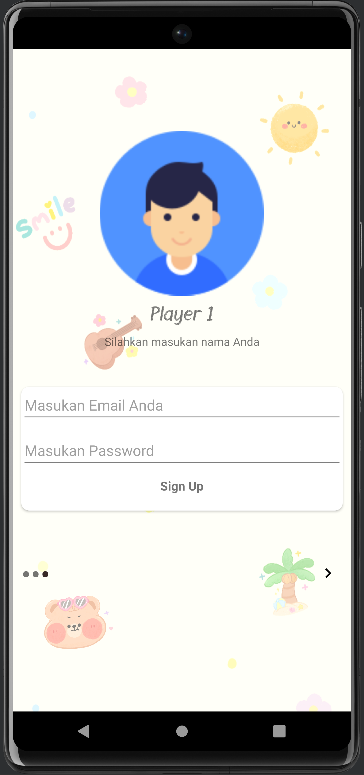 smile
Player 1
Silahkan masukan nama Anda
Masukan Email Anda
Masukan Password
Sign Up